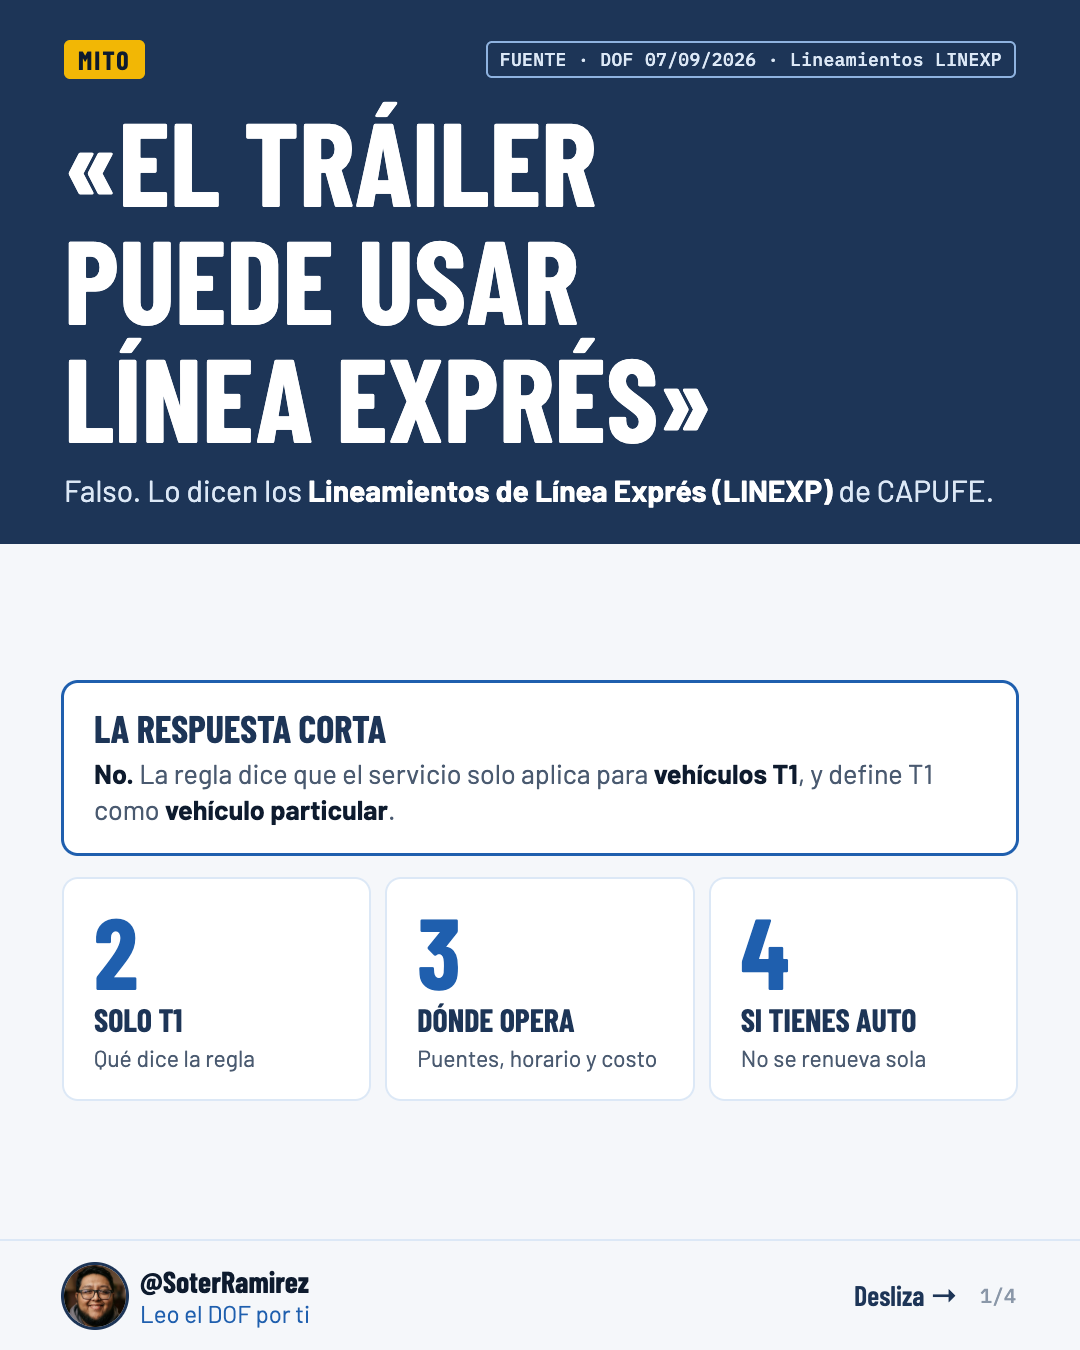 MITO
FUENTE · DOF 07/09/2026 · Lineamientos LINEXP
«EL TRÁILER
PUEDE USAR
LÍNEA EXPRÉS»
Falso. Lo dicen los Lineamientos de Línea Exprés (LINEXP) de CAPUFE.
LA RESPUESTA CORTA
No. La regla dice que el servicio solo aplica para vehículos T1, y define T1
como vehículo particular.
2
SOLO T1
Qué dice la regla
3
DÓNDE OPERA
Puentes, horario y costo
4
SI TIENES AUTO
No se renueva sola
@SoterRamirez
Leo el DOF por ti
Desliza → 1/4